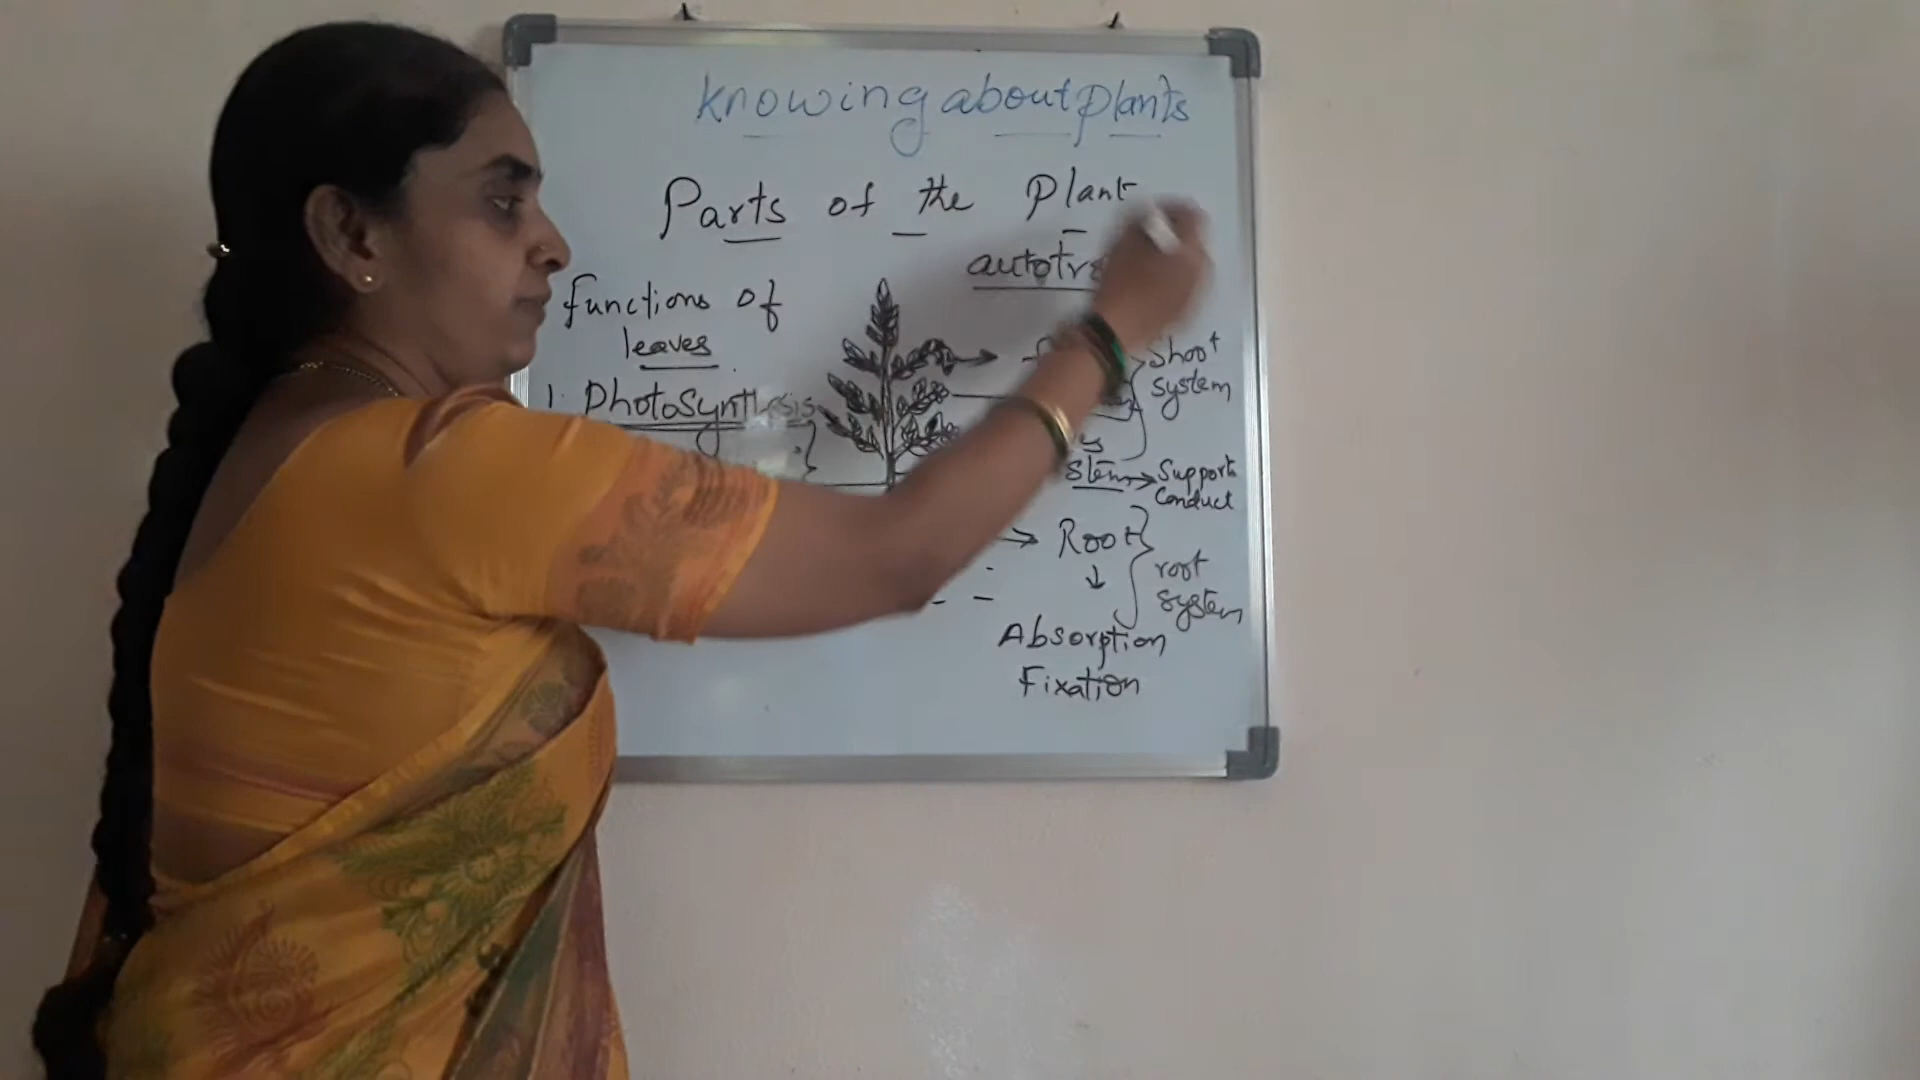 knowing about plants
Parts of the Plant
functions of
leaves
1. Photosynthesis
Shoot
system
stem → Support
Conduct
→ Root
↓
root
system
Absorption
Fixation